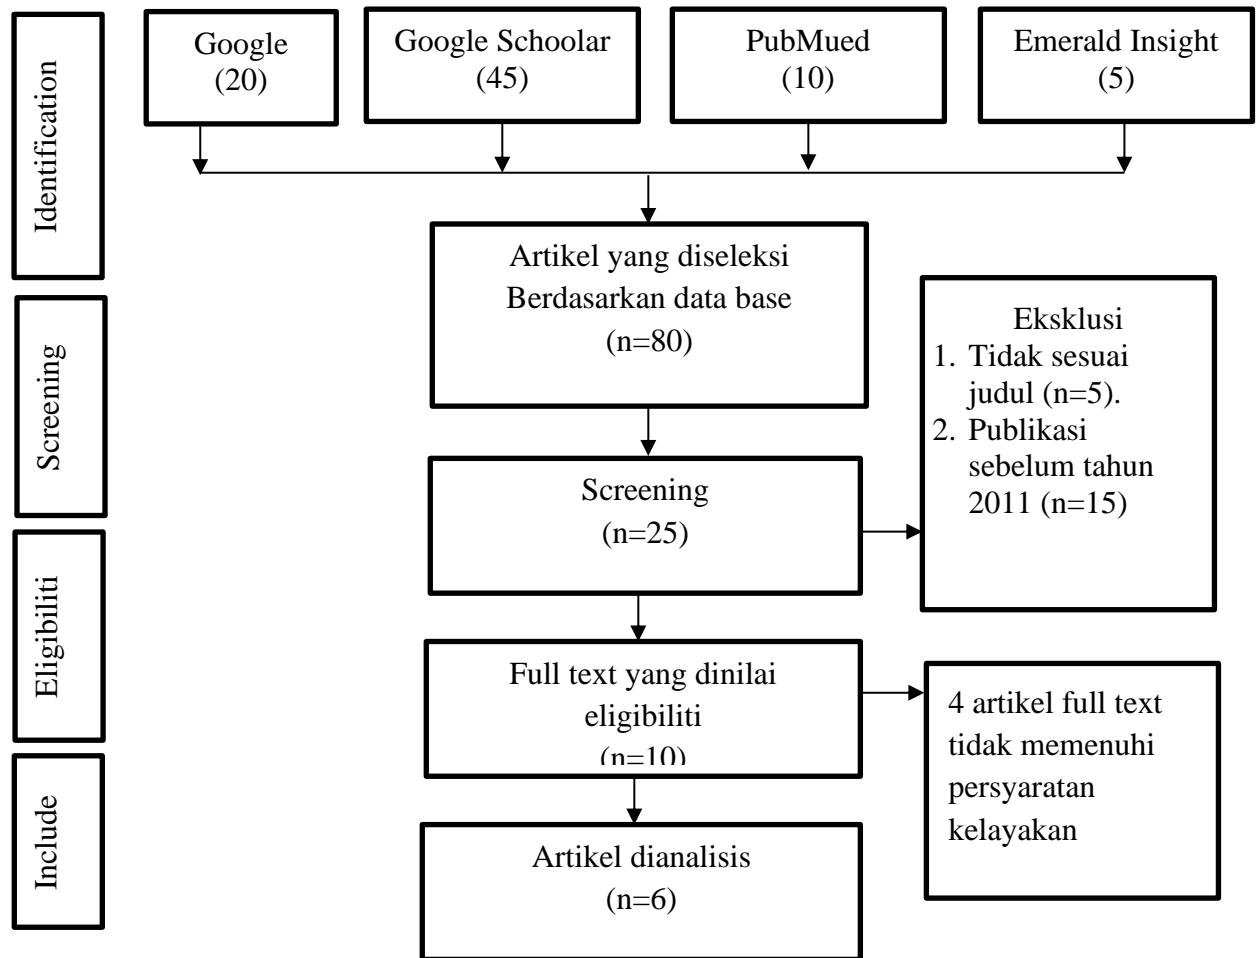 Identification
Google
(20)
Google Schoolar
(45)
PubMued
(10)
Emerald Insight
(5)
Artikel yang diseleksi
Berdasarkan data base
(n=80)
Screening
Eksklusi
1. Tidak sesuai
judul (n=5).
2. Publikasi
sebelum tahun
2011 (n=15)
Screening
(n=25)
Eligibiliti
Full text yang dinilai
eligibiliti
(n=10)
4 artikel full text
tidak memenuhi
persyaratan
kelayakan
Include
Artikel dianalisis
(n=6)